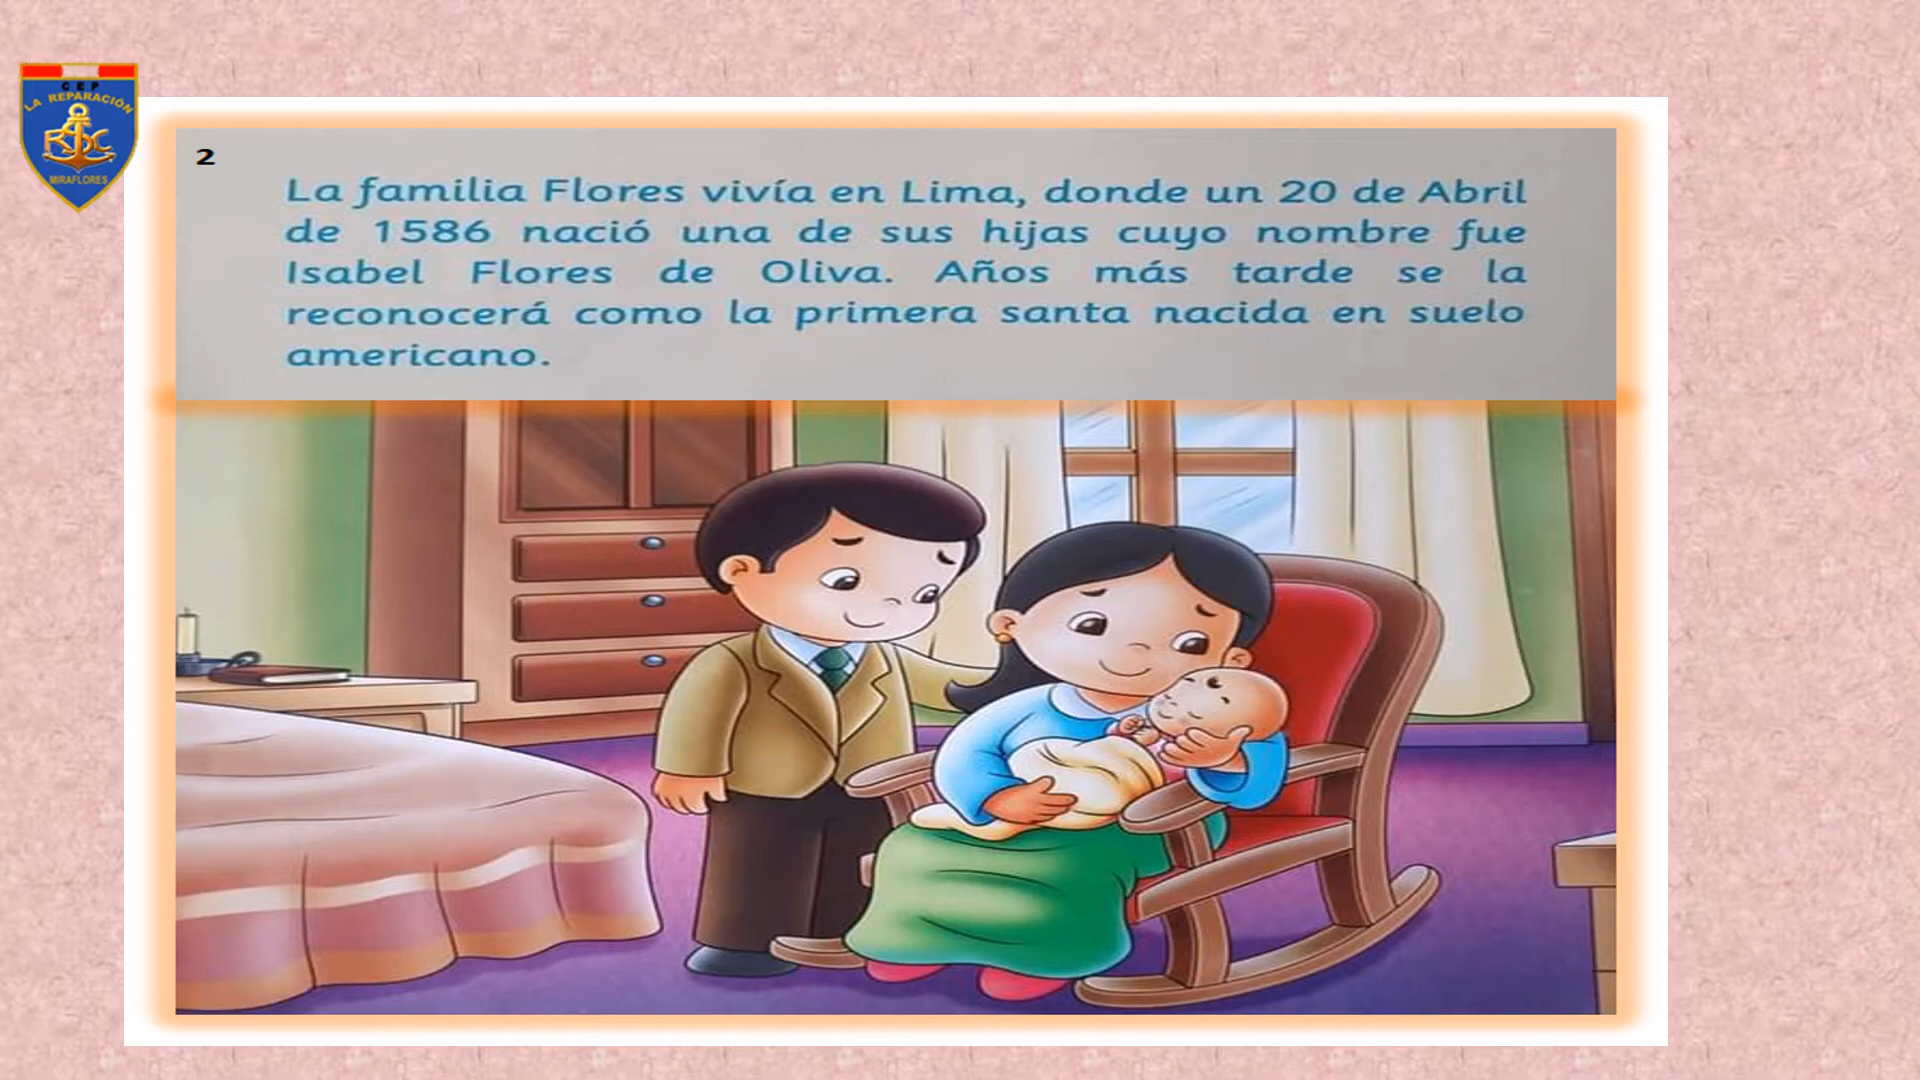 C E P
LA REPARACIÓN
MIRAFLORES
2
La familia Flores vivía en Lima, donde un 20 de Abril
de 1586 nació una de sus hijas cuyo nombre fue
Isabel Flores de Oliva. Años más tarde se la
reconocerá como la primera santa nacida en suelo
americano.